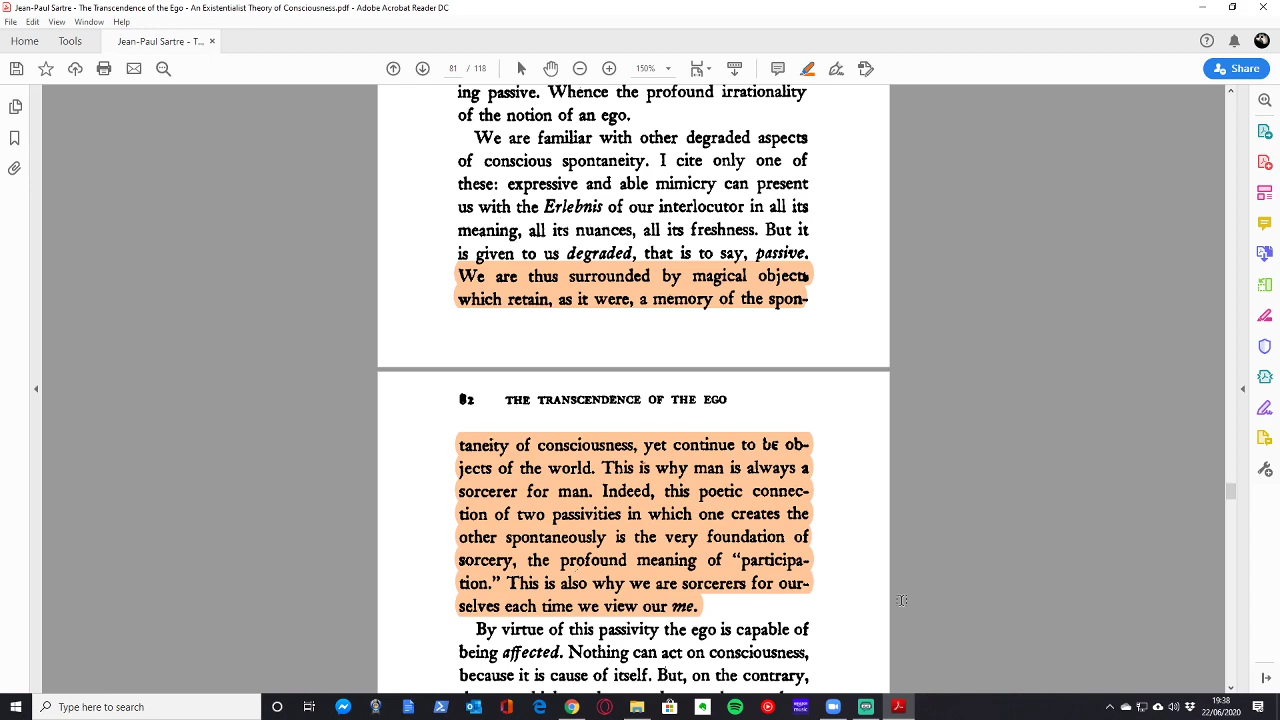 Jean-Paul Sartre - The Transcendence of the Ego - An Existentialist Theory of Consciousness.pdf - Adobe Acrobat Reader DC
File Edit View Window Help
Home Tools Jean-Paul Sartre - T... ×
81 / 118 150% Share
ing passive. Whence the profound irrationality
of the notion of an ego.
We are familiar with other degraded aspects
of conscious spontaneity. I cite only one of
these: expressive and able mimicry can present
us with the Erlebnis of our interlocutor in all its
meaning, all its nuances, all its freshness. But it
is given to us degraded, that is to say, passive.
We are thus surrounded by magical objects
which retain, as it were, a memory of the spon-
82 THE TRANSCENDENCE OF THE EGO
taneity of consciousness, yet continue to be ob-
jects of the world. This is why man is always a
sorcerer for man. Indeed, this poetic connec-
tion of two passivities in which one creates the
other spontaneously is the very foundation of
sorcery, the profound meaning of “participa-
tion.” This is also why we are sorcerers for our-
selves each time we view our me.
By virtue of this passivity the ego is capable of
being affected. Nothing can act on consciousness,
because it is cause of itself. But, on the contrary,
Type here to search
amazon music
19:38
22/06/2020